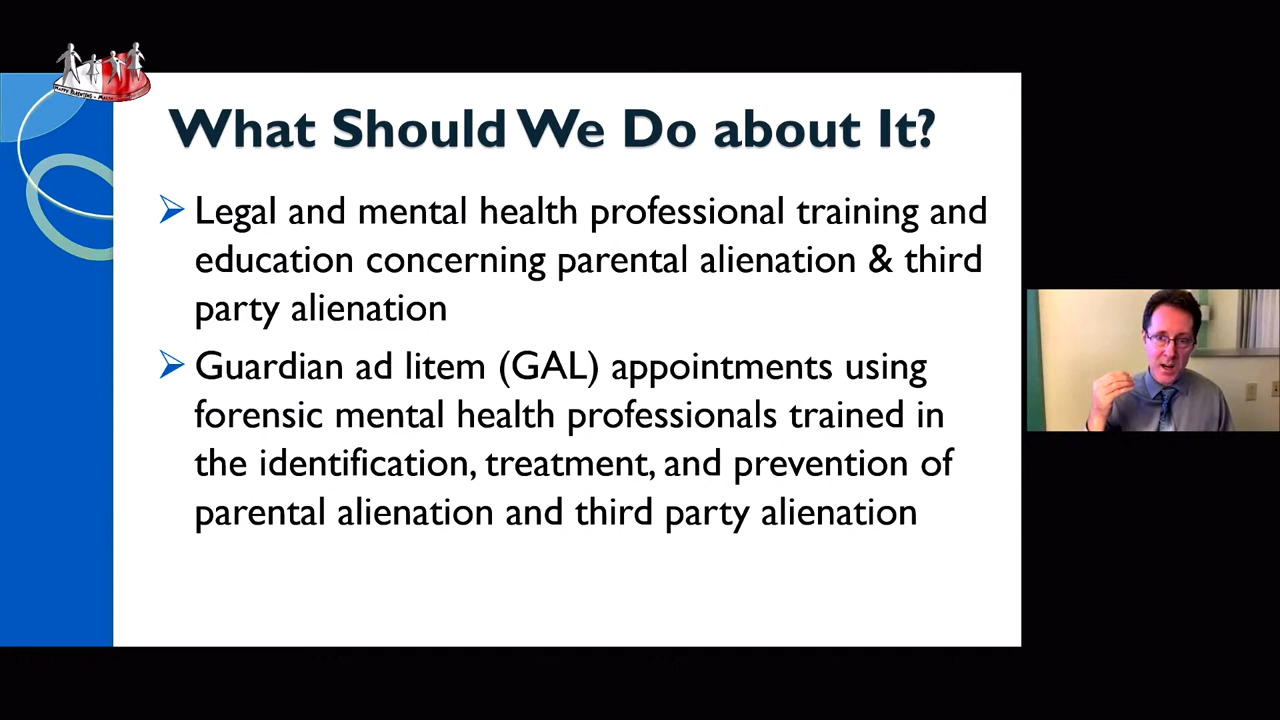 What Should We Do about It?
Legal and mental health professional training and
education concerning parental alienation & third
party alienation
Guardian ad litem (GAL) appointments using
forensic mental health professionals trained in
the identification, treatment, and prevention of
parental alienation and third party alienation